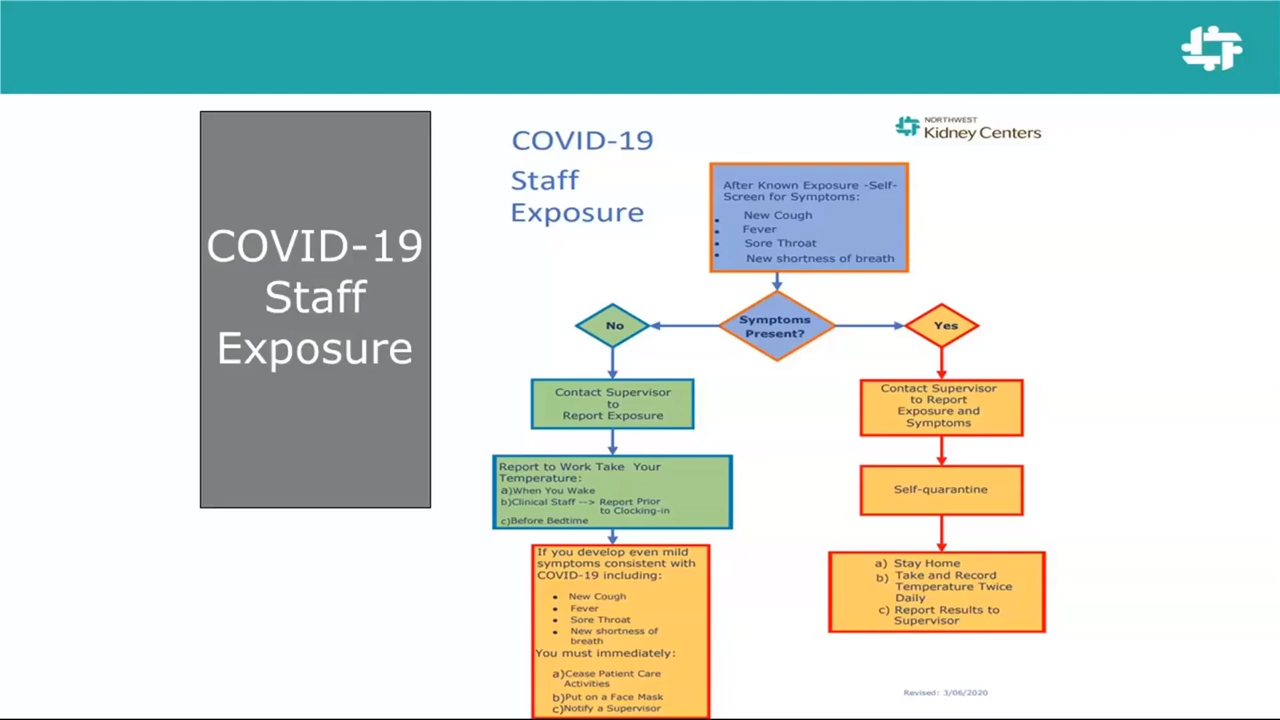 COVID-19
Staff
Exposure
COVID-19
Staff
Exposure
NORTHWEST
Kidney Centers
After Known Exposure -Self-
Screen for Symptoms:
• New Cough
• Fever
• Sore Throat
• New shortness of breath
Symptoms
Present?
No
Yes
Contact Supervisor
to
Report Exposure
Report to Work Take Your
Temperature:
a)When You Wake
b)Clinical Staff --> Report Prior
to Clocking-in
c)Before Bedtime
If you develop even mild
symptoms consistent with
COVID-19 including:
• New Cough
• Fever
• Sore Throat
• New shortness of
breath
You must immediately:
a)Cease Patient Care
Activities
b)Put on a Face Mask
c)Notify a Supervisor
Contact Supervisor
to Report
Exposure and
Symptoms
Self-quarantine
a) Stay Home
b) Take and Record
Temperature Twice
Daily
c) Report Results to
Supervisor
Revised: 3/06/2020